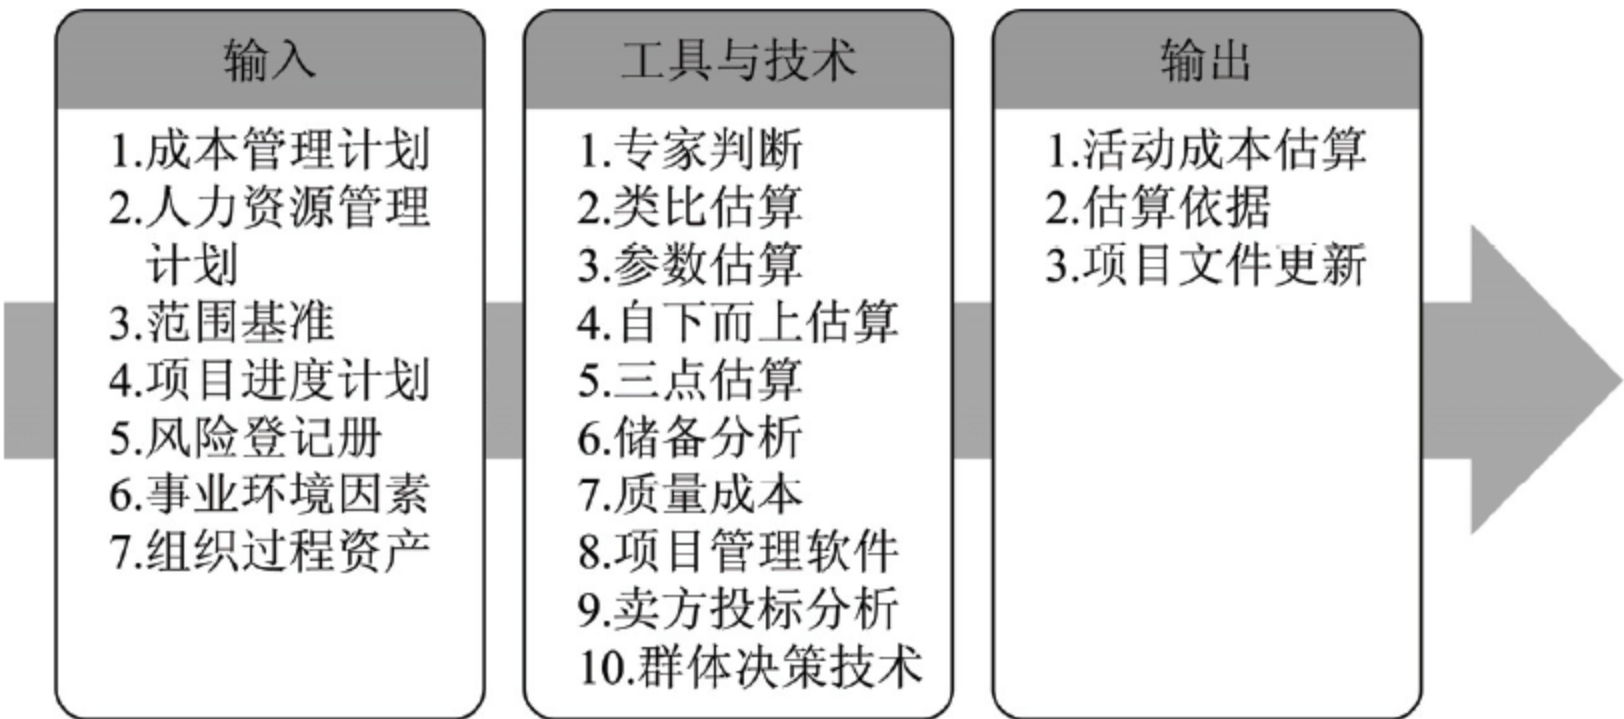 输入
1.成本管理计划
2.人力资源管理
计划
3.范围基准
4.项目进度计划
5.风险登记册
6.事业环境因素
7.组织过程资产
工具与技术
1.专家判断
2.类比估算
3.参数估算
4.自下而上估算
5.三点估算
6.储备分析
7.质量成本
8.项目管理软件
9.卖方投标分析
10.群体决策技术
输出
1.活动成本估算
2.估算依据
3.项目文件更新